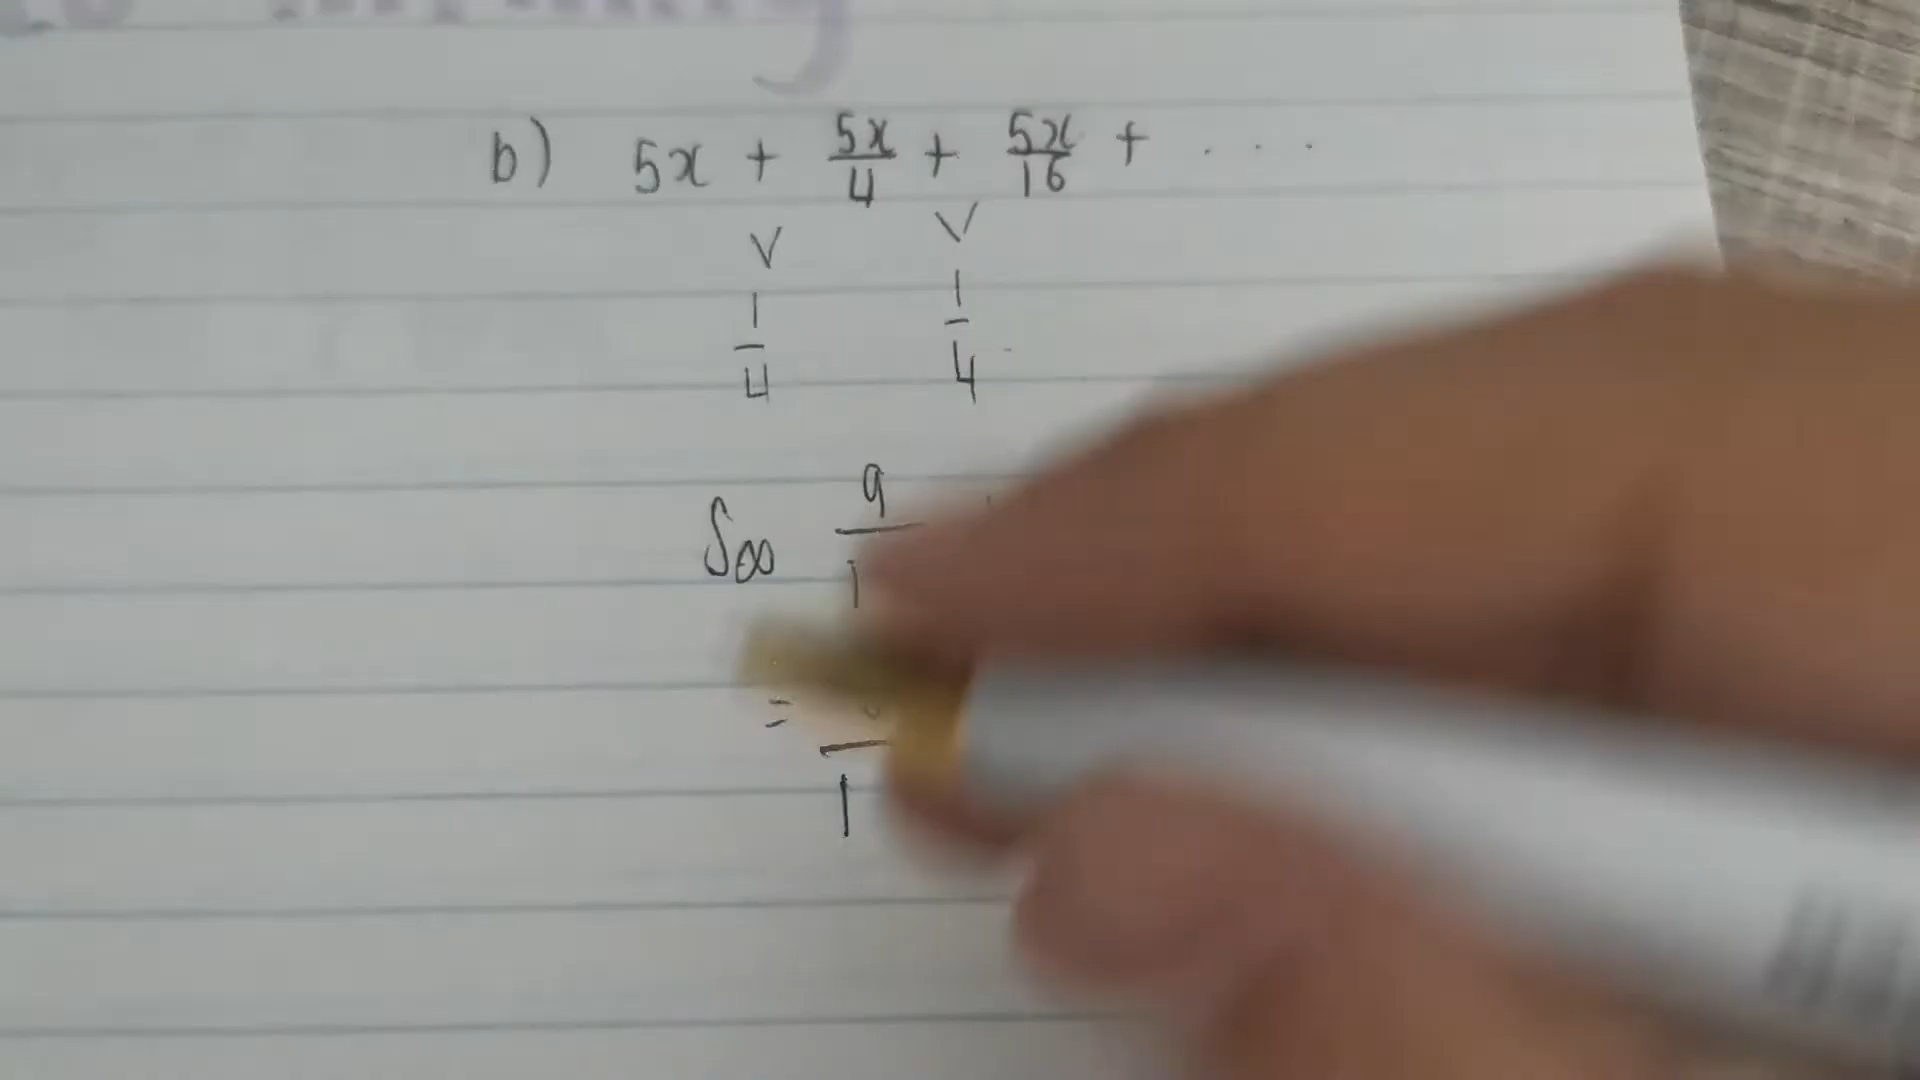 b) 5x + 5x/4 + 5x/16 + ....
V V
1/4 1/4
S∞ a/1
=
1